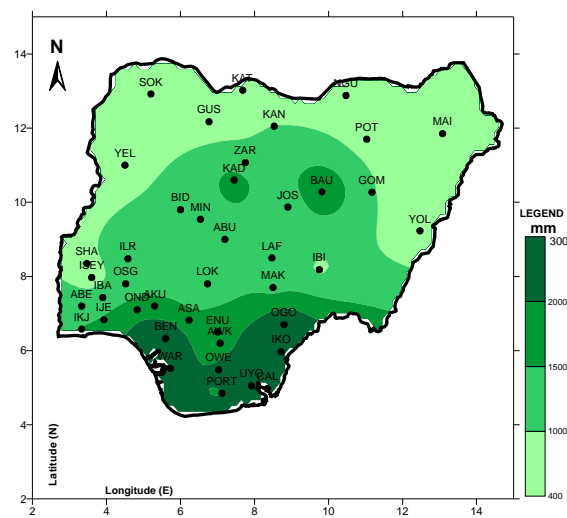 14
N
KAT
SOK
NGU
GUS
KAN
12
MAI
POT
ZAR
YEL
KAD
BAU
GOM
JOS
BID
10
MIN
YOL
ABU
LEGEND
mm
ILR
SHA
LAF
IBI
3000
ISEY
8
OSG
LOK
MAK
IBA
ABE
AKU
OND
IJE
ASA
OGO
2000
IKJ
ENU
BEN
AWK
6
IKO
WAR
OWE
1500
UYO
CAL
PORT
1000
4
Latitude (N)
Longitude (E)
400
2
2
4
6
8
10
12
14